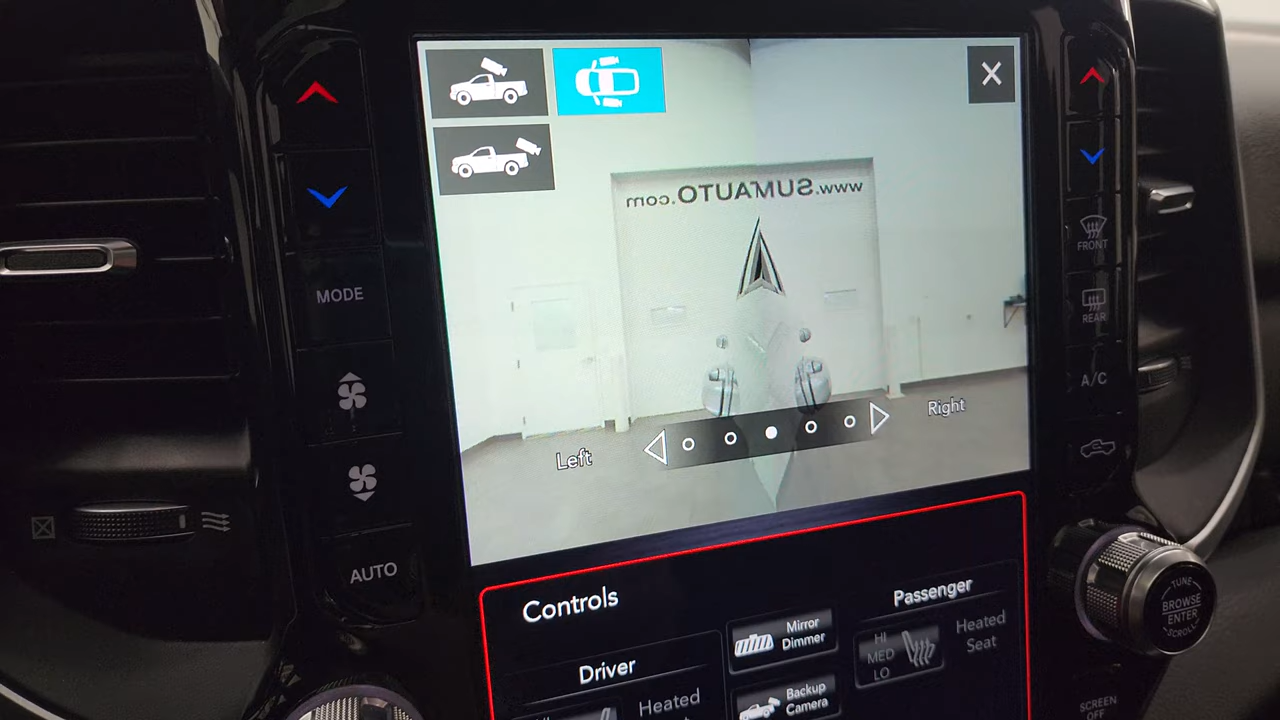 www.SUMAUTO.com
Left
Right
MODE
AUTO
FRONT
REAR
A/C
Controls
Driver
Heated
Mirror
Dimmer
Backup
Camera
Passenger
HI
MED
LO
Heated
Seat
TUNE
BROWSE
ENTER
SCROLL
SCREEN
OFF